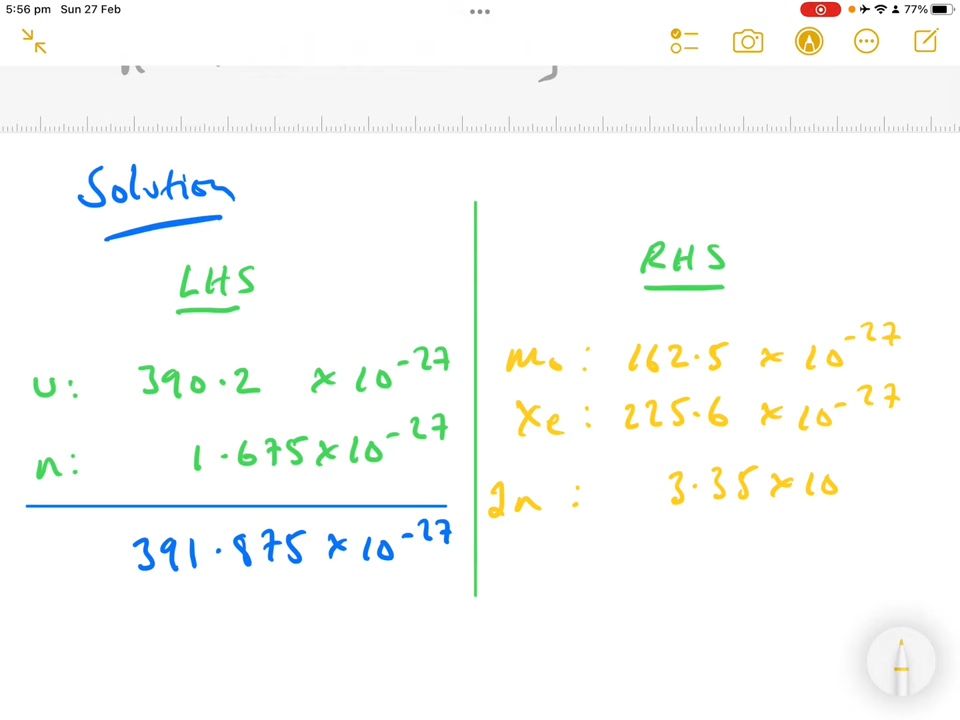 5:56 pm Sun 27 Feb
77%
Solution
LHS
u: 390.2 × 10⁻²⁷
n: 1.675 × 10⁻²⁷
391.875 × 10⁻²⁷
RHS
Mo: 162.5 × 10⁻²⁷
Xe: 225.6 × 10⁻²⁷
2n: 3.35 × 10